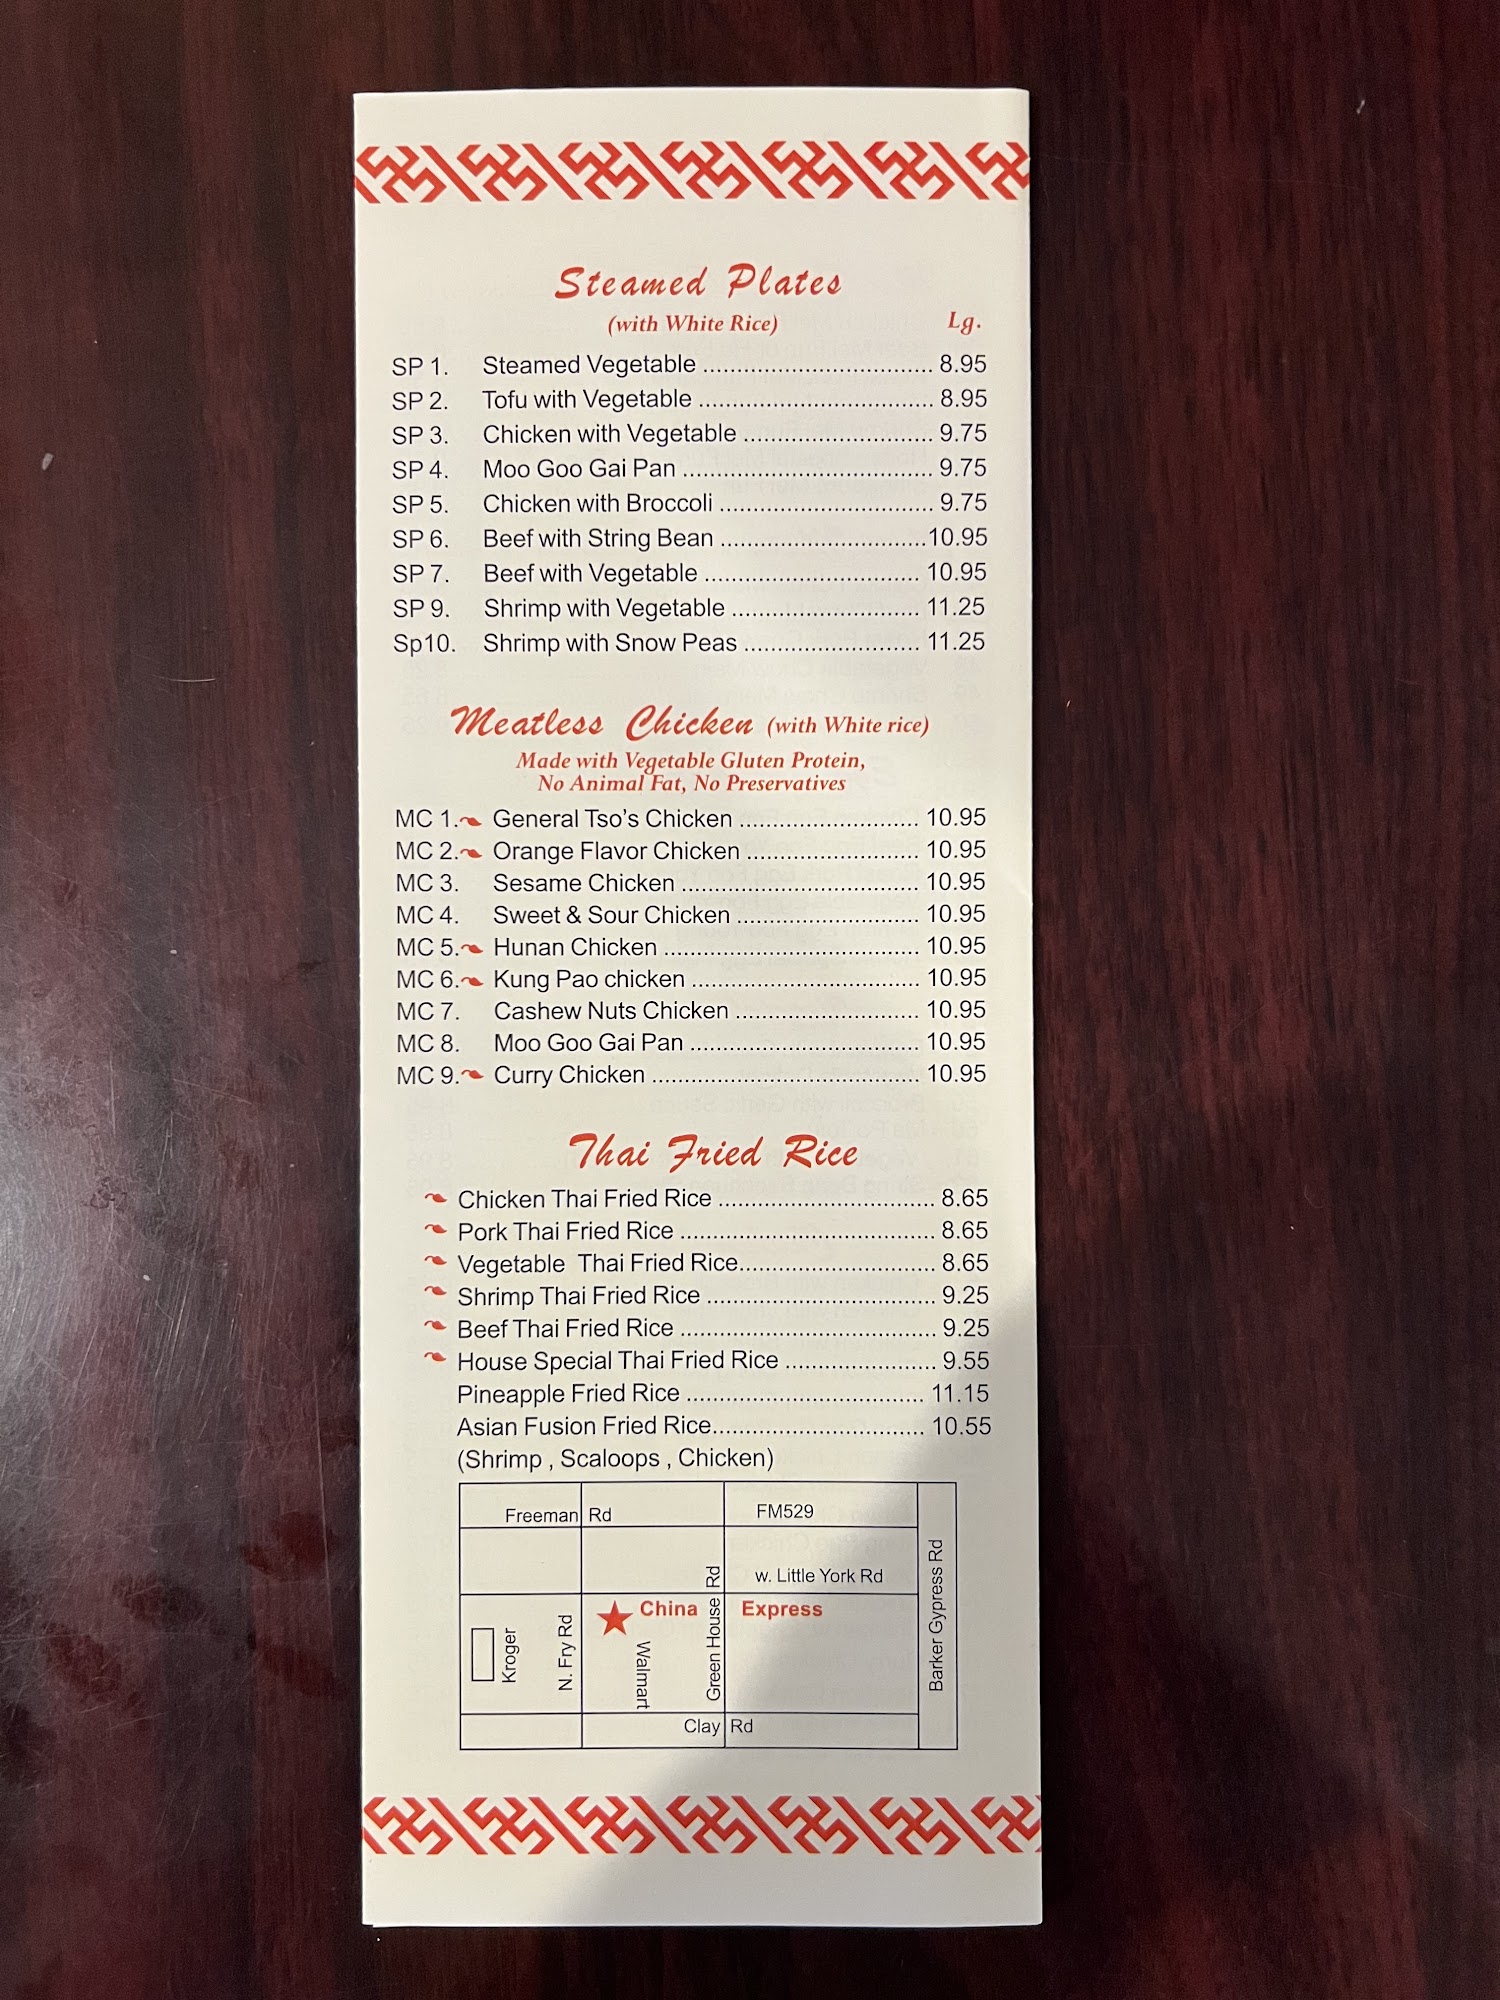 Steamed Plates
(with White Rice) Lg.
SP 1. Steamed Vegetable .................................. 8.95
SP 2. Tofu with Vegetable ................................... 8.95
SP 3. Chicken with Vegetable ............................ 9.75
SP 4. Moo Goo Gai Pan ..................................... 9.75
SP 5. Chicken with Broccoli ................................ 9.75
SP 6. Beef with String Bean ...............................10.95
SP 7. Beef with Vegetable ................................ 10.95
SP 9. Shrimp with Vegetable ............................ 11.25
Sp10. Shrimp with Snow Peas .......................... 11.25
Meatless Chicken (with White rice)
Made with Vegetable Gluten Protein,
No Animal Fat, No Preservatives
MC 1. General Tso's Chicken ........................... 10.95
MC 2. Orange Flavor Chicken .......................... 10.95
MC 3. Sesame Chicken .................................... 10.95
MC 4. Sweet & Sour Chicken ............................ 10.95
MC 5. Hunan Chicken ....................................... 10.95
MC 6. Kung Pao chicken ................................... 10.95
MC 7. Cashew Nuts Chicken ............................ 10.95
MC 8. Moo Goo Gai Pan ................................... 10.95
MC 9. Curry Chicken ......................................... 10.95
Thai Fried Rice
Chicken Thai Fried Rice ................................. 8.65
Pork Thai Fried Rice ....................................... 8.65
Vegetable Thai Fried Rice.............................. 8.65
Shrimp Thai Fried Rice ................................... 9.25
Beef Thai Fried Rice ....................................... 9.25
House Special Thai Fried Rice ....................... 9.55
Pineapple Fried Rice .................................... 11.15
Asian Fusion Fried Rice................................ 10.55
(Shrimp , Scaloops , Chicken)
Freeman Rd FM529
w. Little York Rd
China Express
Kroger
N. Fry Rd
Walmart
Green House Rd
Barker Gypress Rd
Clay Rd